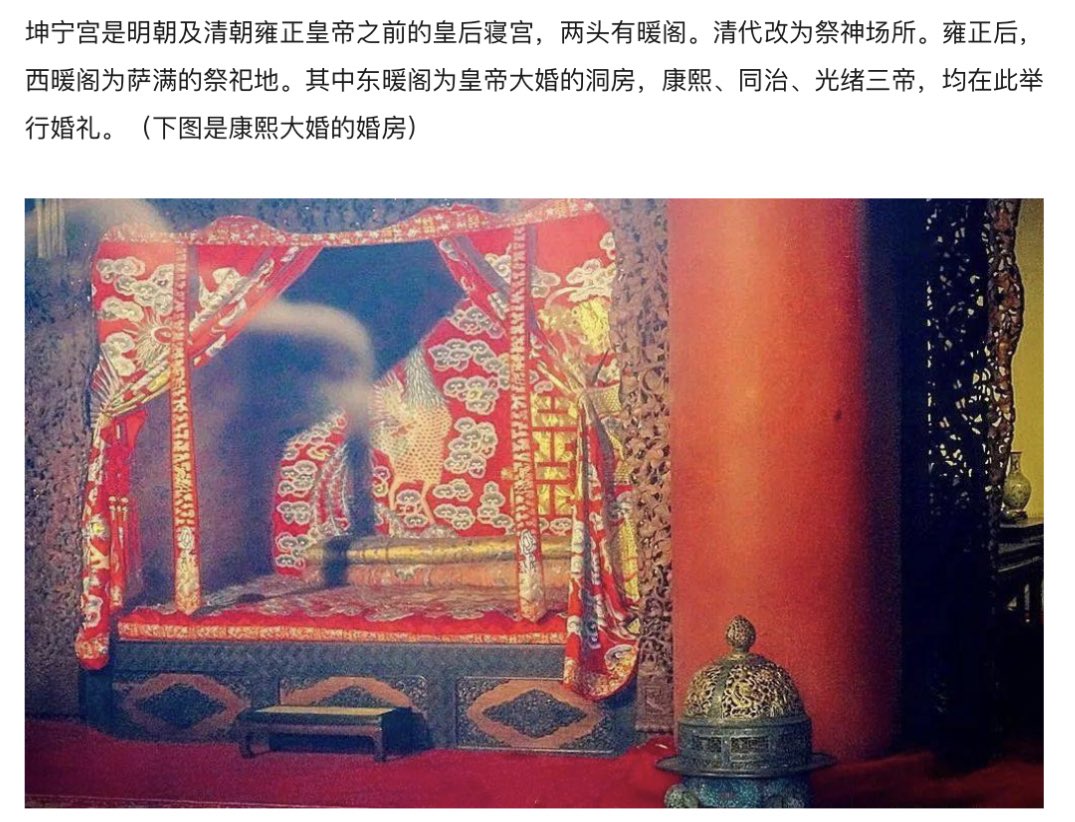 坤宁宫是明朝及清朝雍正皇帝之前的皇后寝宫，两头有暖阁。清代改为祭神场所。雍正后，
西暖阁为萨满的祭祀地。其中东暖阁为皇帝大婚的洞房，康熙、同治、光绪三帝，均在此举
行婚礼。（下图是康熙大婚的婚房）